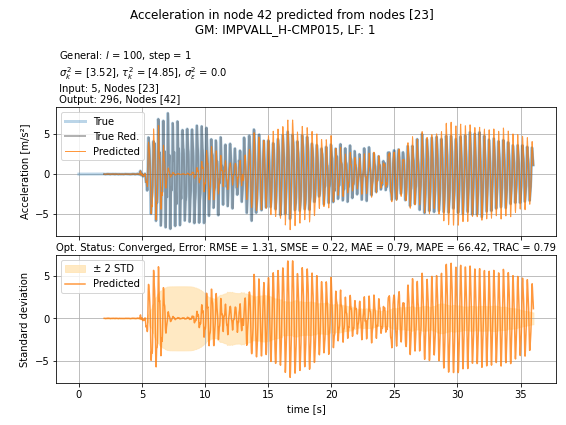 Acceleration in node 42 predicted from nodes [23]
GM: IMPVALL_H-CMP015, LF: 1
General: l = 100, step = 1
σ²ₖ = [3.52], τ²ₖ = [4.85], σ²ε = 0.0
Input: 5, Nodes [23]
Output: 296, Nodes [42]
True
True Red.
Predicted
Acceleration [m/s²]
5
0
−5
Opt. Status: Converged, Error: RMSE = 1.31, SMSE = 0.22, MAE = 0.79, MAPE = 66.42, TRAC = 0.79
± 2 STD
Predicted
Standard deviation
5
0
−5
0 5 10 15 20 25 30 35
time [s]